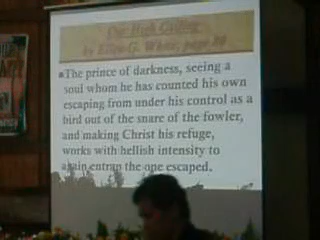 Our High Calling
by Ellen G. White, page
The prince of darkness, seeing a
soul whom he has counted his own
escaping from under his control as a
bird out of the snare of the fowler,
and making Christ his refuge,
works with hellish intensity to
again entrap the one escaped.